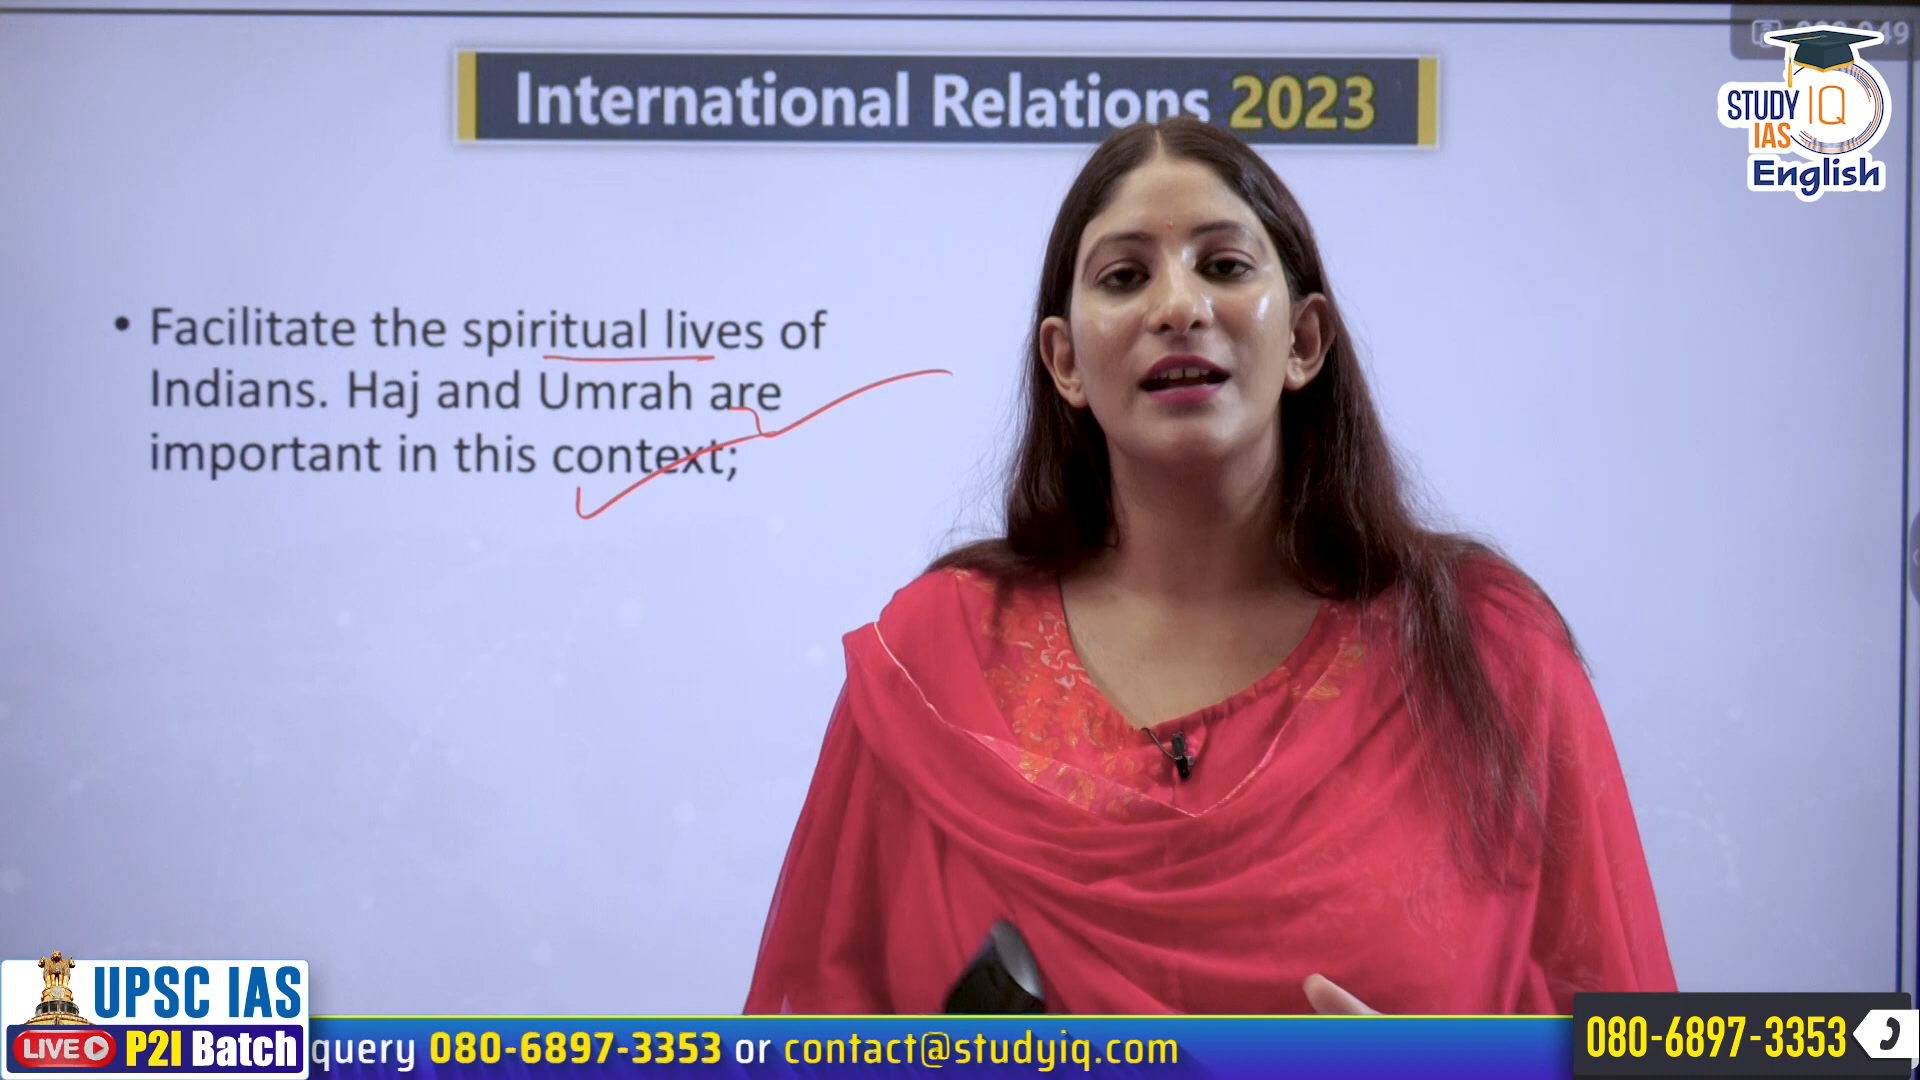 International Relations 2023
STUDY IQ
IAS
English
• Facilitate the spiritual lives of
Indians. Haj and Umrah are
important in this context;
UPSC IAS
LIVE P2I Batch
query 080-6897-3353 or contact@studyiq.com
080-6897-3353